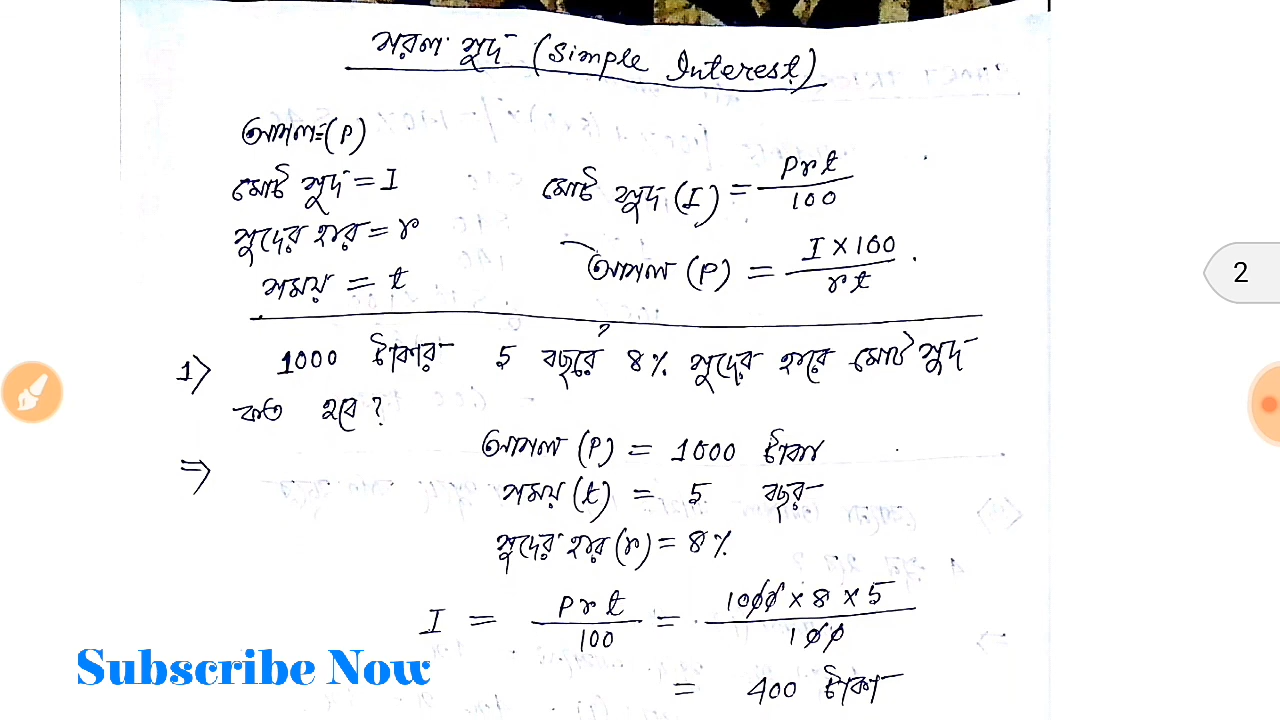 সরল সুদ (Simple Interest)
আসল=(P)
মোট সুদ = I
সুদের হার = r
সময় = t
মোট সুদ (I) = Prt/100
আসল (P) = I×100/rt.
1) 1000 টাকার 5 বছরে 8% সুদের হারে মোট সুদ
কত হবে?
⇒ আসল (P) = 1000 টাকা
সময় (t) = 5 বছর
সুদের হার (r) = 8%
I = Prt/100 = 1000×8×5/100
= 400 টাকা
Subscribe Now
2